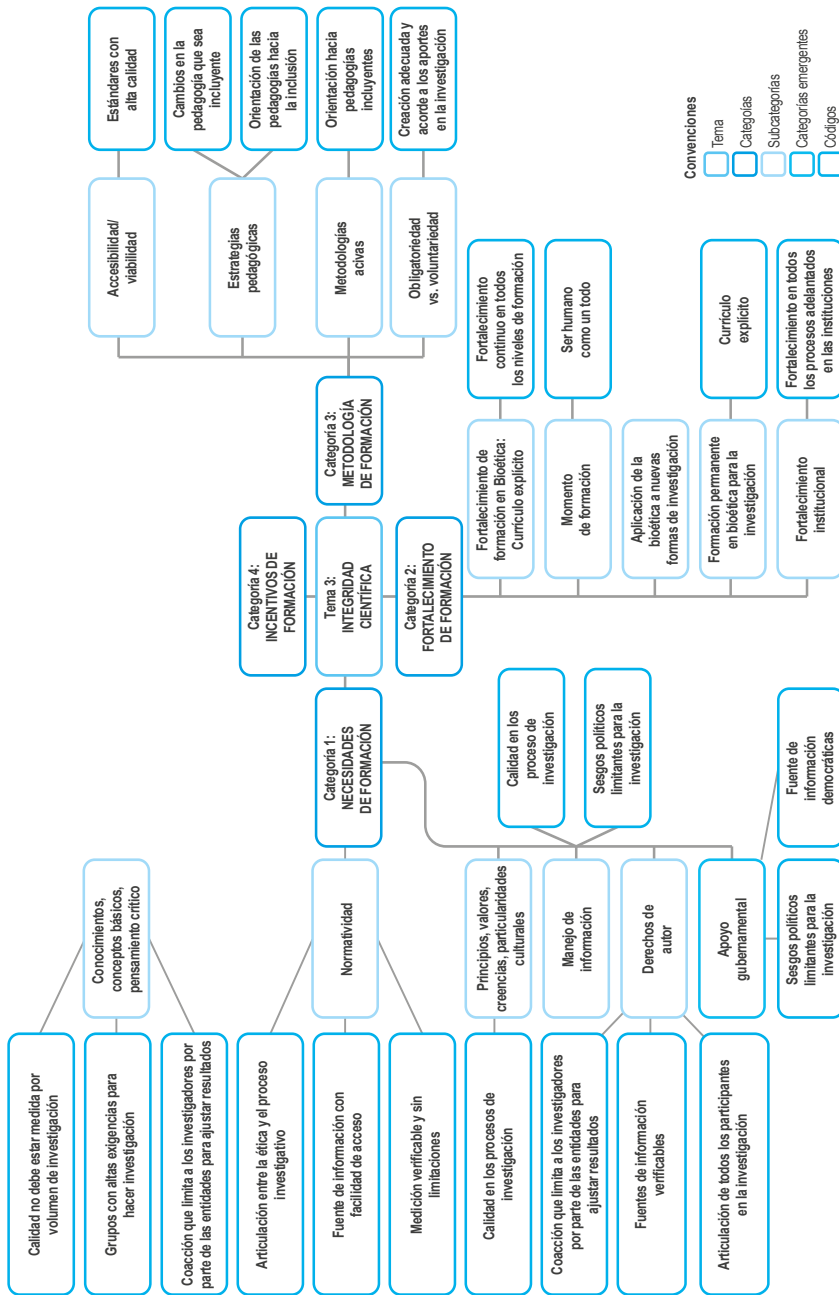 Calidad no debe estar medida por
volumen de investigación
Grupos con altas exigencias para
hacer investigación
Coacción que limita a los investigadores por
parte de las entidades para ajustar resultados
Conocimientos,
conceptos básicos,
pensamiento crítico
Articulación entre la ética y el proceso
investigativo
Fuente de información con
facilidad de acceso
Medición verificable y sin
limitaciones
Normatividad
Calidad en los procesos de
investigación
Principios, valores,
creencias, particularidades
culturales
Coacción que limita a los investigadores
por parte de las entidades para
ajustar resultados
Fuentes de información
verificables
Articulación de todos los participantes
en la investigación
Manejo de
información
Derechos de
autor
Apoyo
gubernamental
Sesgos políticos
limitantes para la
investigación
Fuente de
información
democráticas
Calidad en los
proceso de
investigación
Sesgos políticos
limitantes para la
investigación
Categoría 1:
NECESIDADES
DE FORMACIÓN
Categoría 4:
INCENTIVOS DE
FORMACIÓN
Tema 3:
INTEGRIDAD
CIENTÍFICA
Categoría 2:
FORTALECIMIENTO
DE FORMACIÓN
Categoría 3:
METODOLOGÍA
DE FORMACIÓN
Accesibilidad/
viabilidad
Estándares con
alta calidad
Estrategias
pedagógicas
Cambios en la
pedagogía que sea
incluyente
Orientación de las
pedagogías hacia
la inclusión
Metodologías
acivas
Orientación hacia
pedagogías
incluyentes
Obligatoriedad
vs. voluntariedad
Creación adecuada y
acorde a los aportes
en la investigación
Fortalecimiento de
formación en Bioética:
Currículo explícito
Fortalecimiento
continuo en todos
los niveles de formación
Momento
de formación
Ser humano
como un todo
Aplicación de la
bioética a nuevas
formas de investigación
Formación permanente
en bioética para la
investigación
Currículo
explícito
Fortalecimiento
institucional
Fortalecimiento en todos
los procesos adelantados
en las instituciones
Convenciones
Tema
Categoías
Subcategorías
Categorías emergentes
Códigos